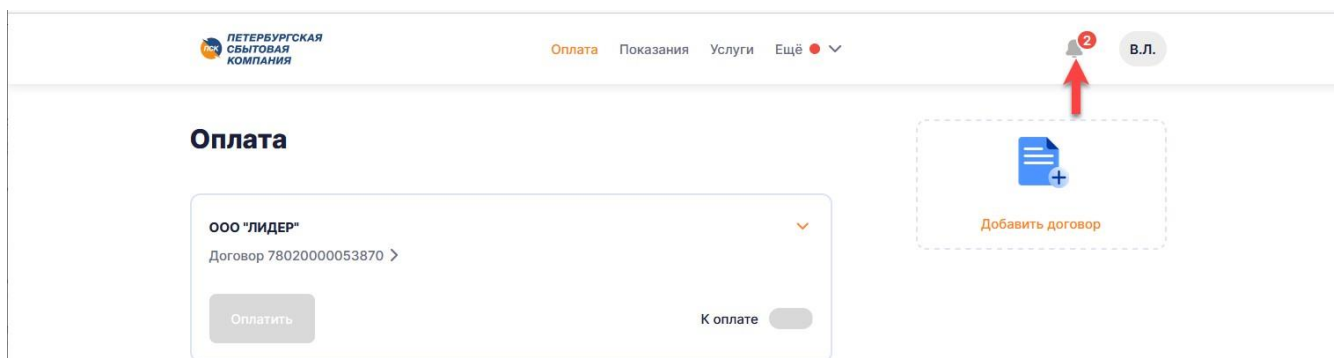 ПСК
ПЕТЕРБУРГСКАЯ
СБЫТОВАЯ
КОМПАНИЯ
Оплата Показания Услуги Ещё
2
В.Л.
Оплата
ООО "ЛИДЕР"
Договор 78020000053870
Оплатить
К оплате
Добавить договор